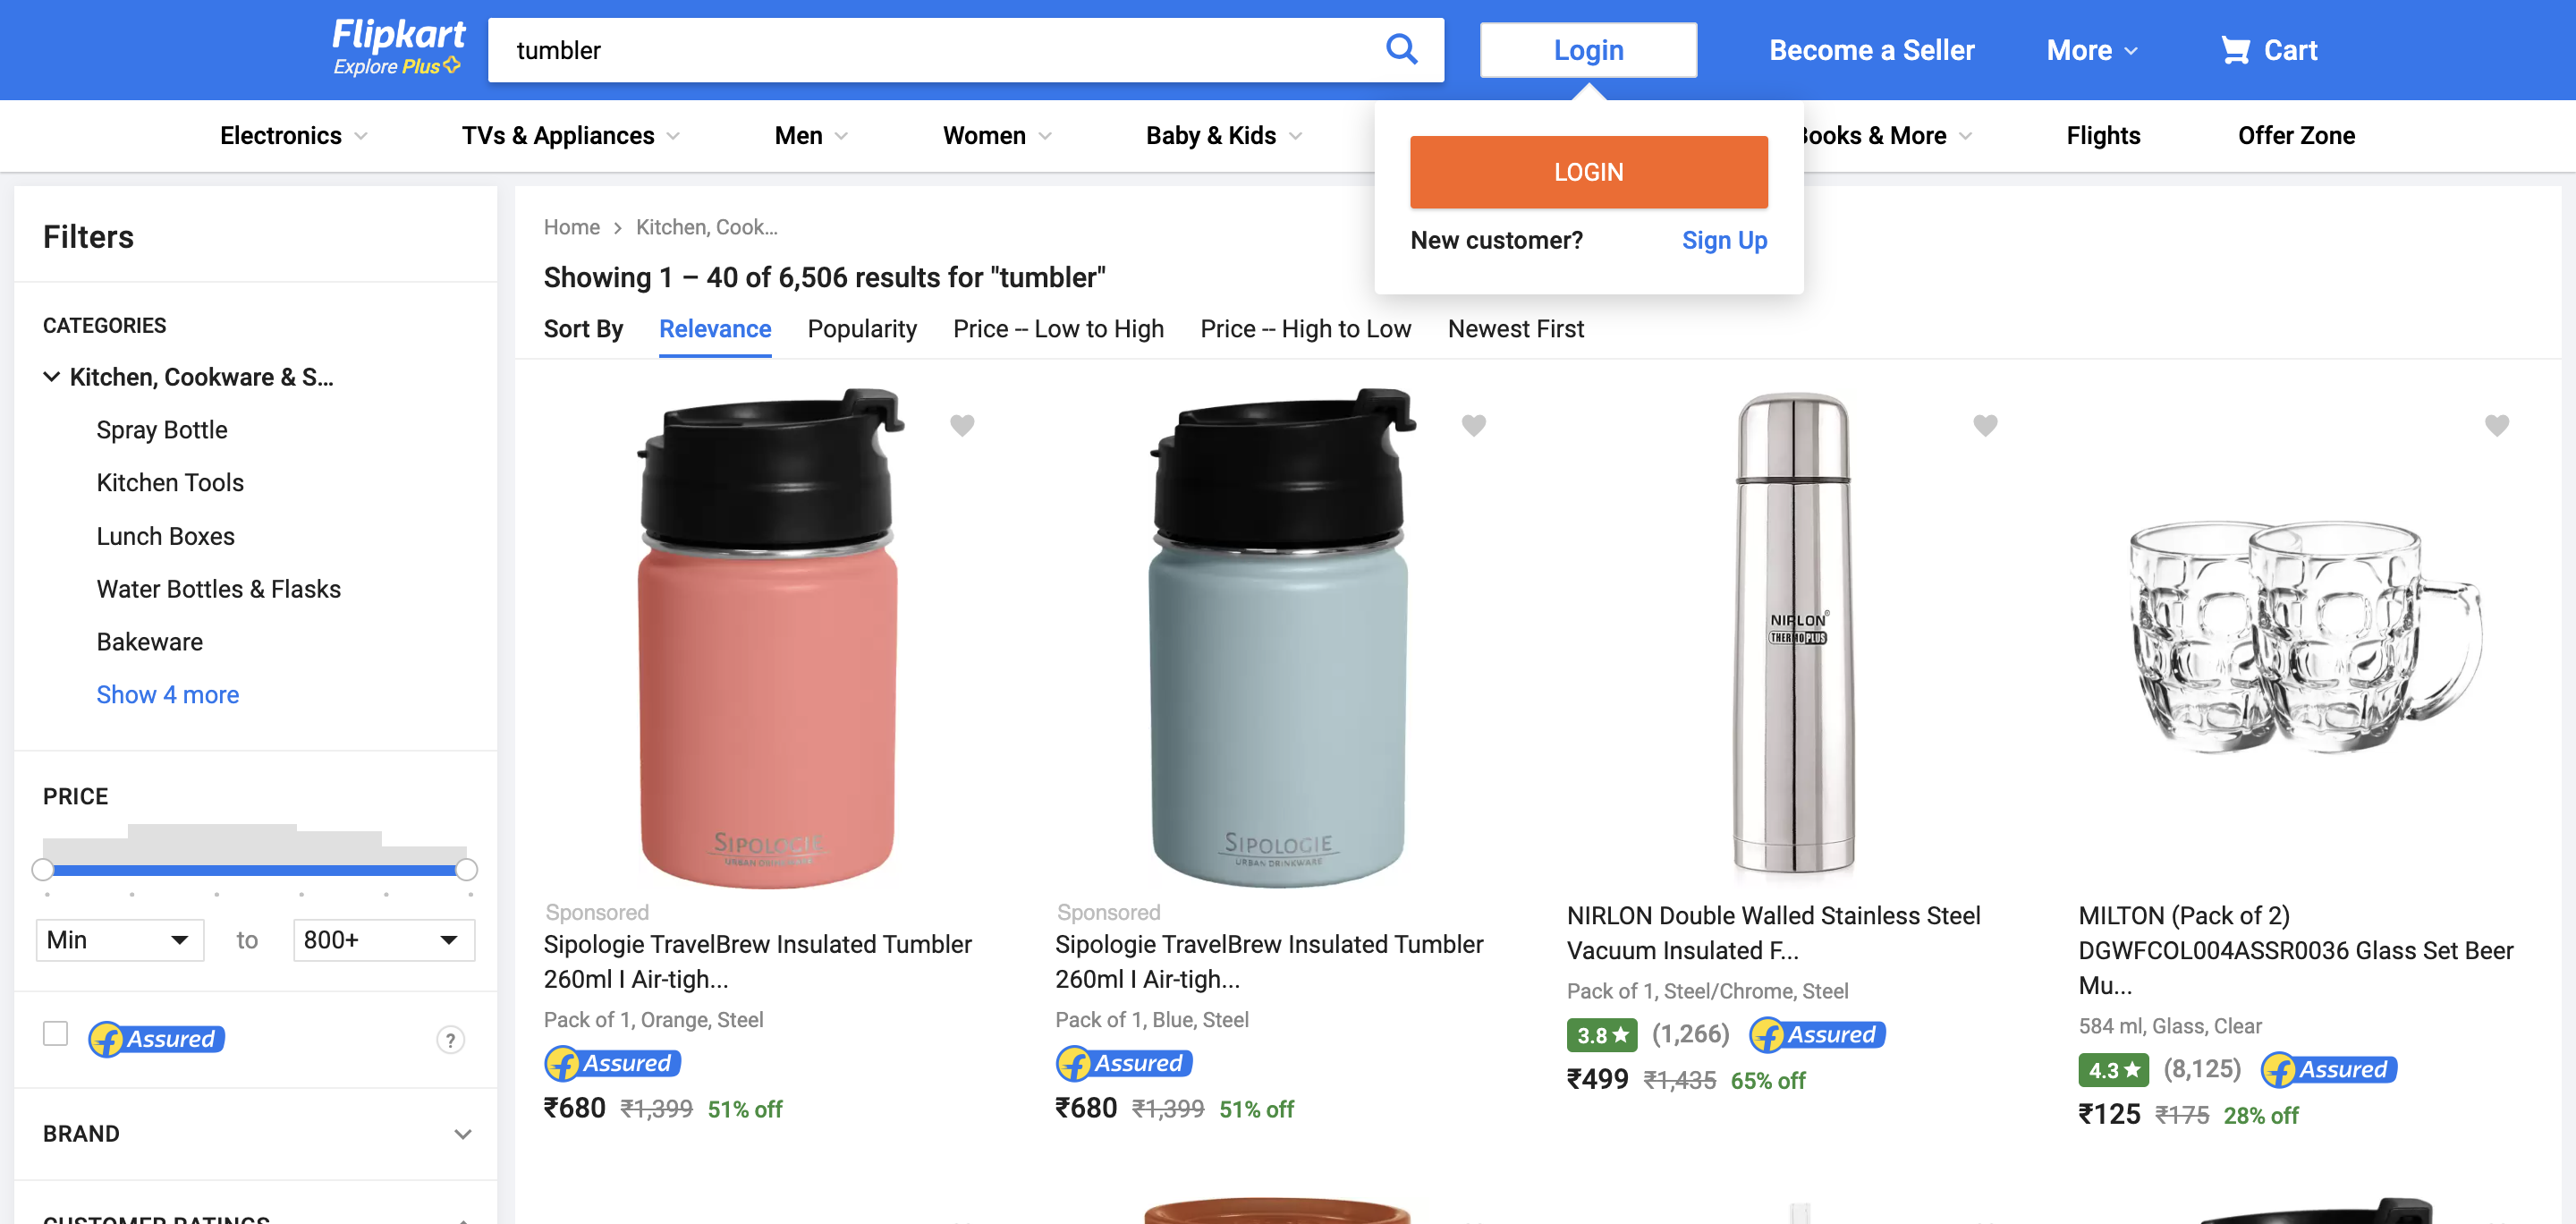 Flipkart
Explore Plus
tumbler
Login
Become a Seller
More
Cart
Electronics
TVs & Appliances
Men
Women
Baby & Kids
ooks & More
Flights
Offer Zone
LOGIN
New customer?
Sign Up
Filters
CATEGORIES
Kitchen, Cookware & S...
Spray Bottle
Kitchen Tools
Lunch Boxes
Water Bottles & Flasks
Bakeware
Show 4 more
PRICE
Min
to
800+
Assured
?
BRAND
CUSTOMER RATINGS
Home > Kitchen, Cook...
Showing 1 – 40 of 6,506 results for "tumbler"
Sort By
Relevance
Popularity
Price -- Low to High
Price -- High to Low
Newest First
SIPOLOGIE
URBAN DRINKWARE
Sponsored
Sipologie TravelBrew Insulated Tumbler
260ml I Air-tigh...
Pack of 1, Orange, Steel
Assured
₹680 ₹1,399 51% off
SIPOLOGIE
URBAN DRINKWARE
Sponsored
Sipologie TravelBrew Insulated Tumbler
260ml I Air-tigh...
Pack of 1, Blue, Steel
Assured
₹680 ₹1,399 51% off
NIRLON
THERMOPLUS
NIRLON Double Walled Stainless Steel
Vacuum Insulated F...
Pack of 1, Steel/Chrome, Steel
3.8 ★ (1,266) Assured
₹499 ₹1,435 65% off
MILTON (Pack of 2)
DGWFCOL004ASSR0036 Glass Set Beer
Mu...
584 ml, Glass, Clear
4.3 ★ (8,125) Assured
₹125 ₹175 28% off